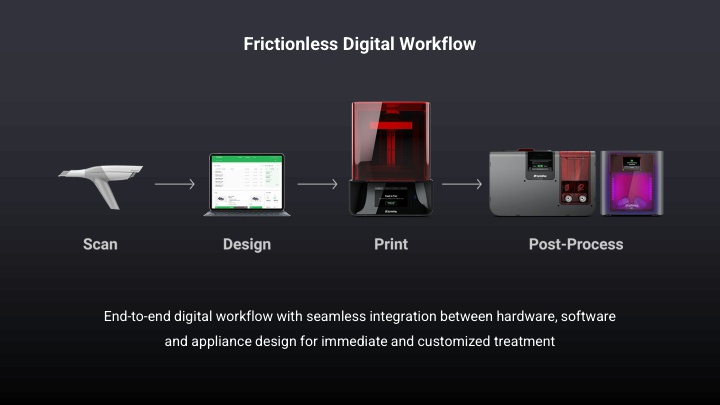 Frictionless Digital Workflow
Scan
Design
Print
Post-Process
End-to-end digital workflow with seamless integration between hardware, software
and appliance design for immediate and customized treatment